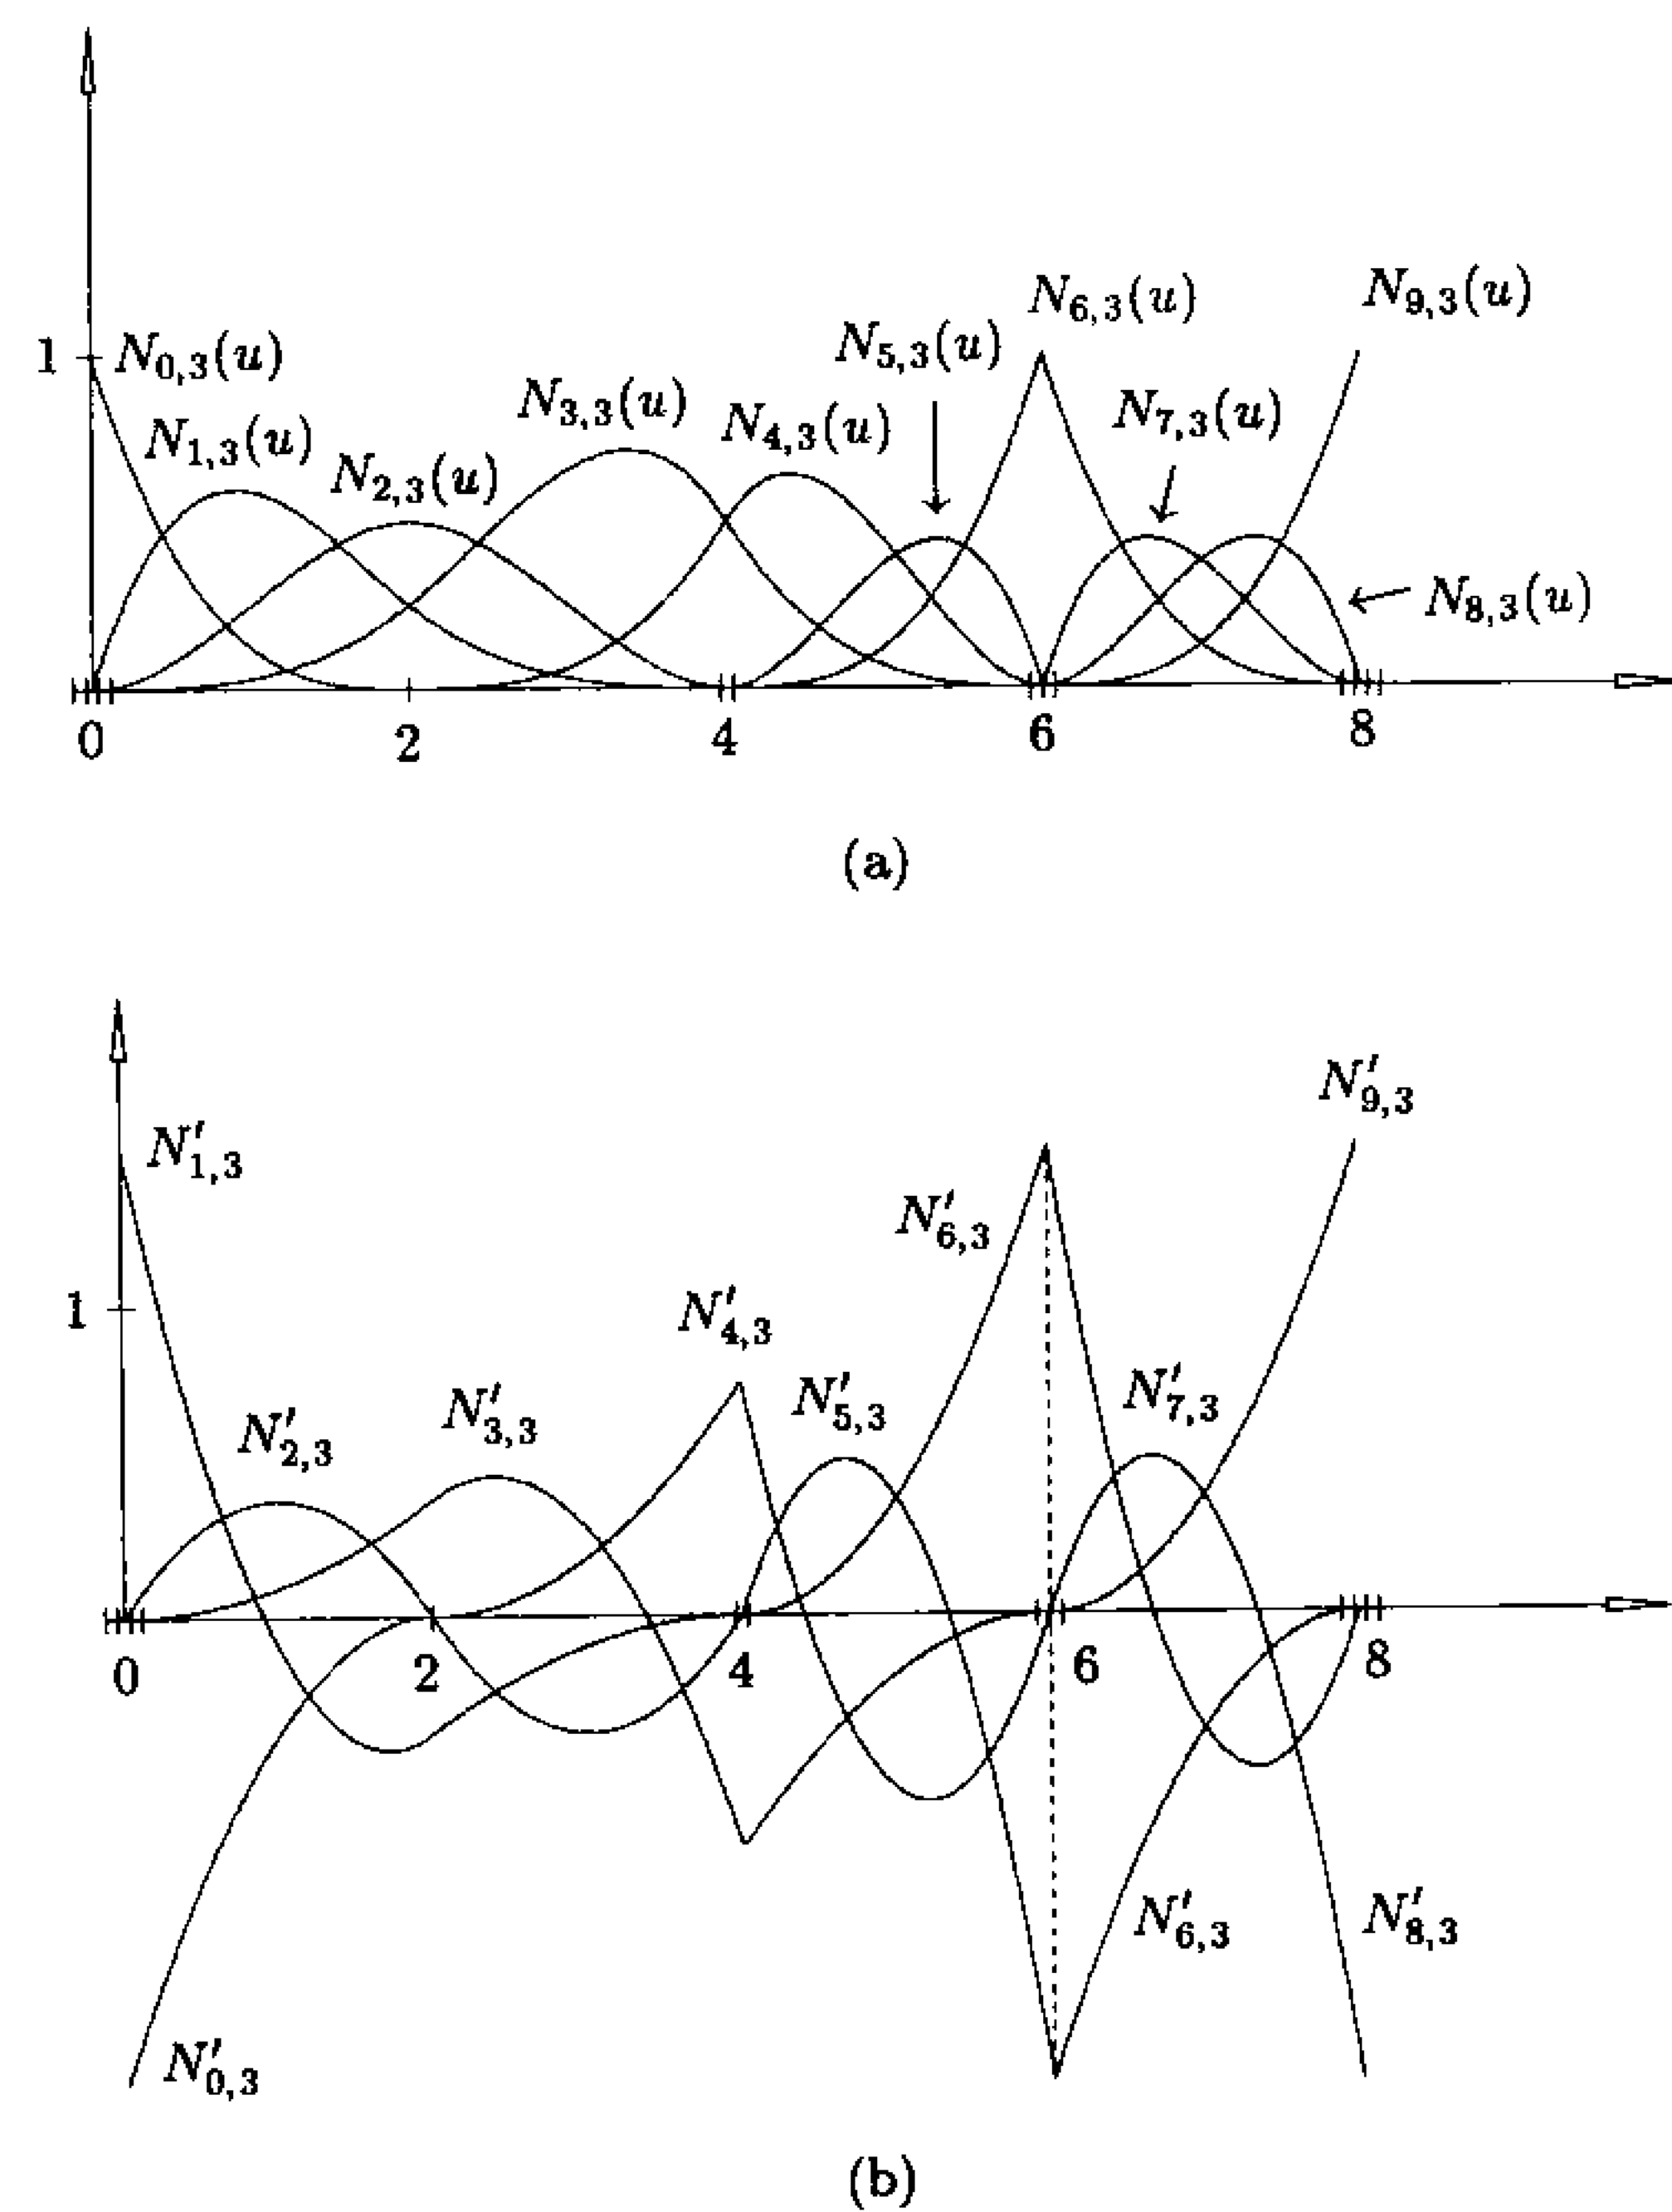 N_{6,3}(u)
N_{9,3}(u)
N_{5,3}(u)
1
N_{0,3}(u)
N_{3,3}(u)
N_{4,3}(u)
N_{7,3}(u)
N_{1,3}(u)
N_{2,3}(u)
N_{8,3}(u)
0 2 4 6 8
(a)
N'_{9,3}
N'_{1,3}
N'_{6,3}
1
N'_{4,3}
N'_{5,3}
N'_{7,3}
N'_{3,3}
N'_{2,3}
0 2 4 6 8
N'_{6,3}
N'_{8,3}
N'_{0,3}
(b)